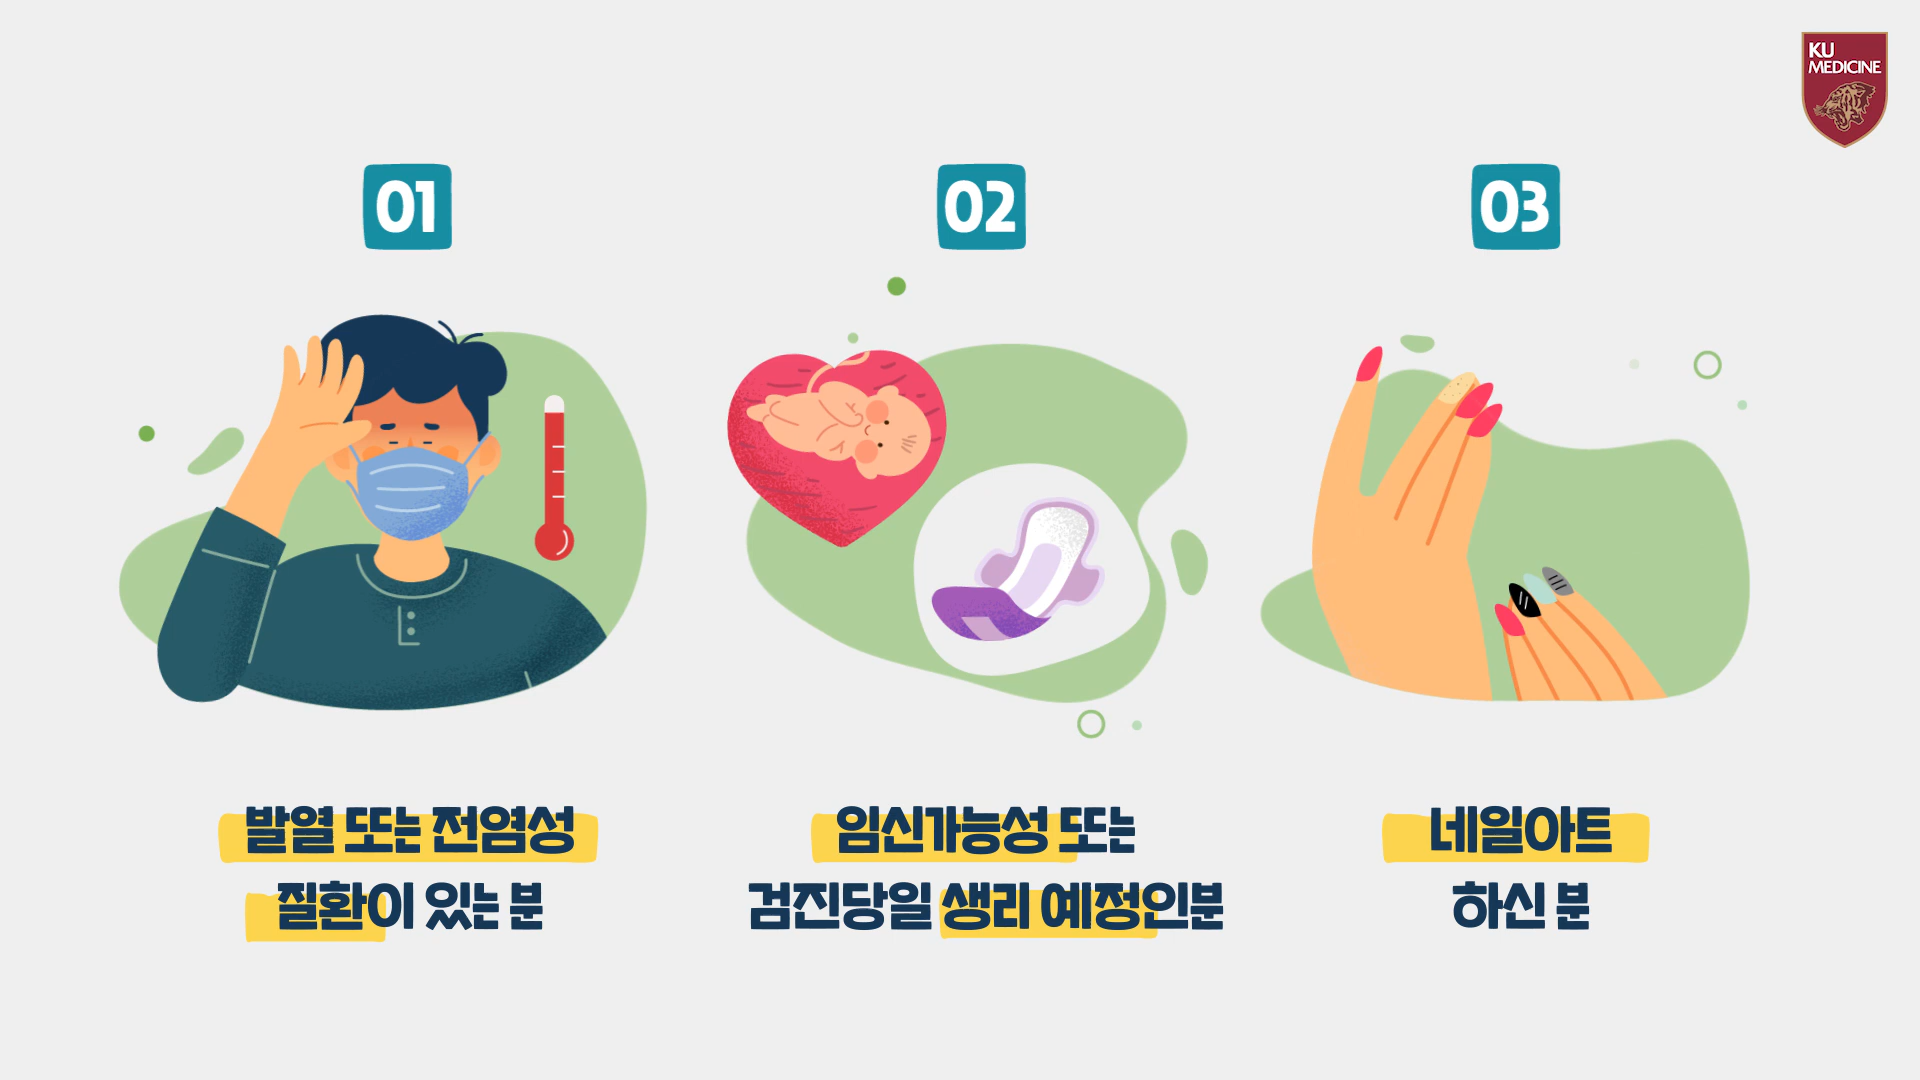 KU
MEDICINE
01
발열 또는 전염성
질환이 있는 분
02
임신가능성 또는
검진당일 생리 예정인분
03
네일아트
하신 분